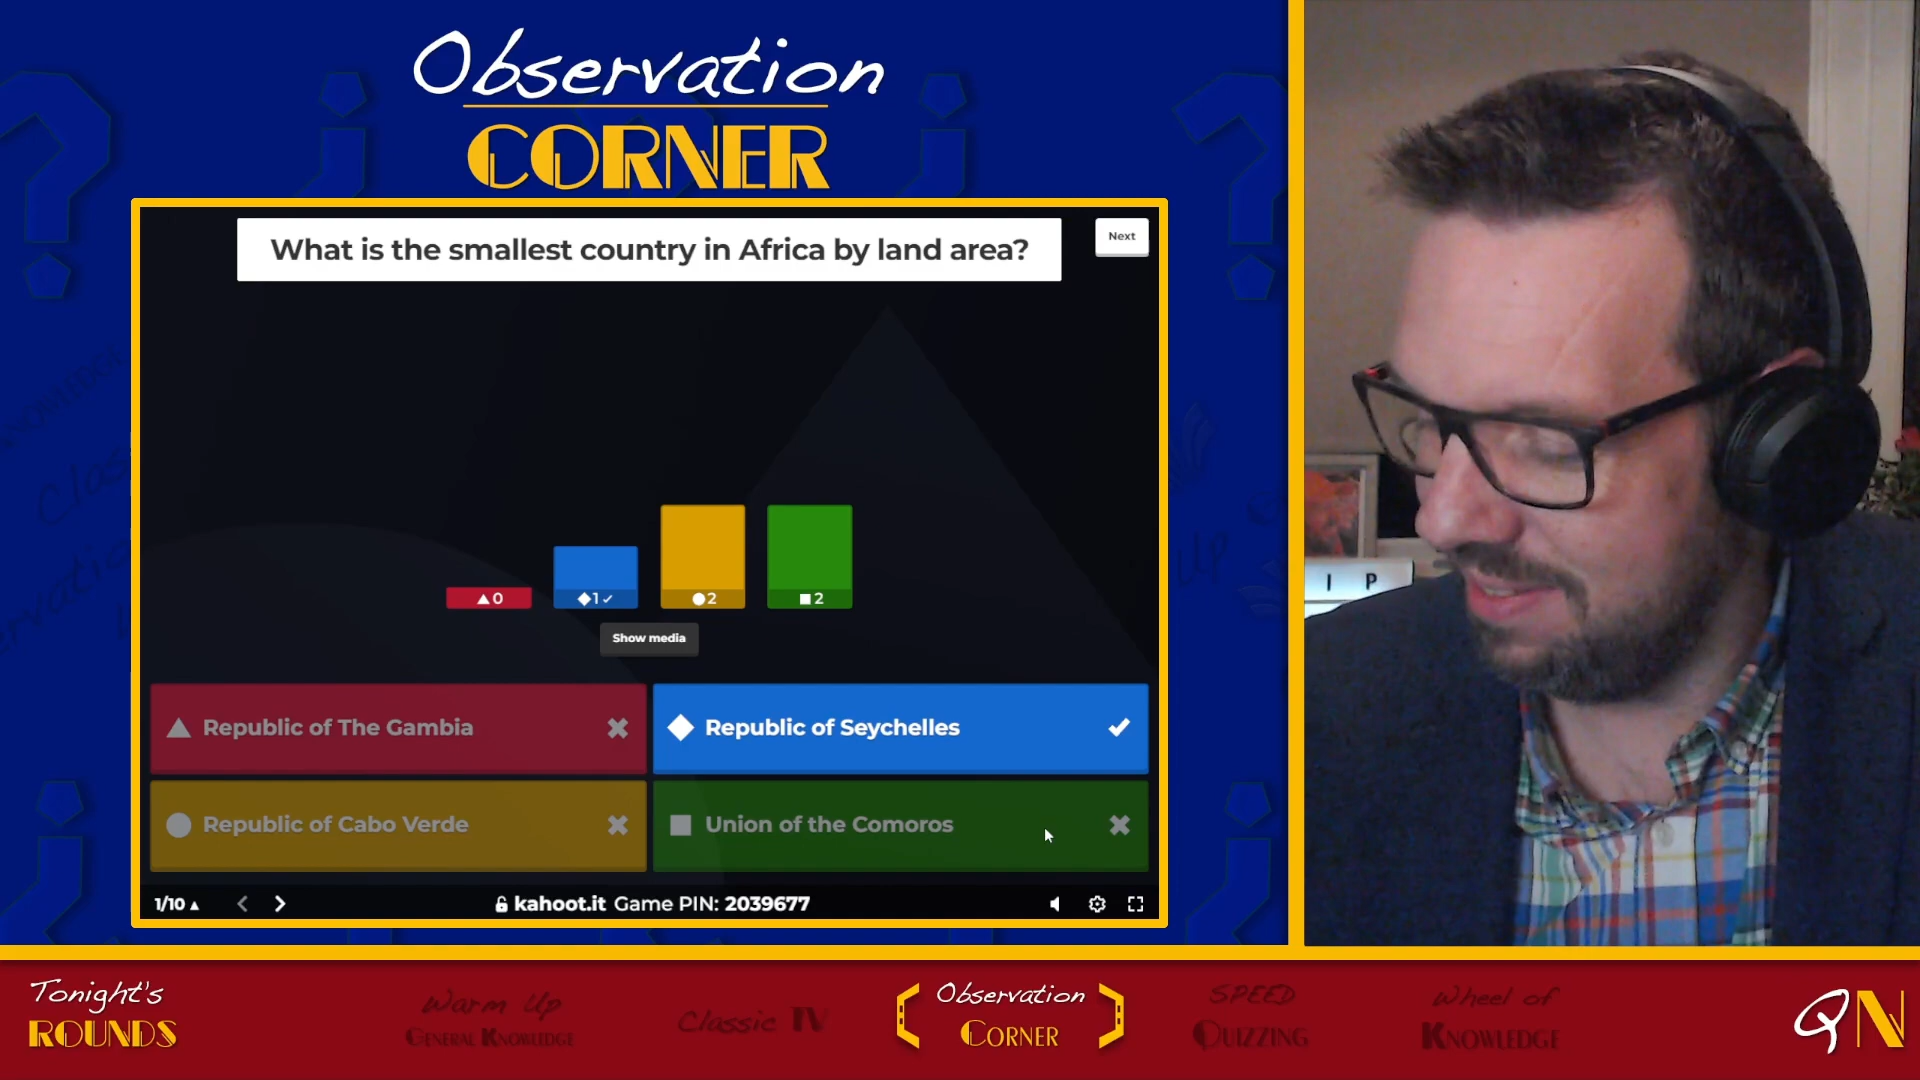 Observation
CORNER
What is the smallest country in Africa by land area?
Next
0
1
2
2
Show media
Republic of The Gambia
Republic of Seychelles
Republic of Cabo Verde
Union of the Comoros
1/10
kahoot.it Game PIN: 2039677
I P
Tonight's
ROUNDS
Warm Up
GENERAL KNOWLEDGE
Classic TV
Observation
CORNER
SPEED
QUIZZING
Wheel of
KNOWLEDGE
QN